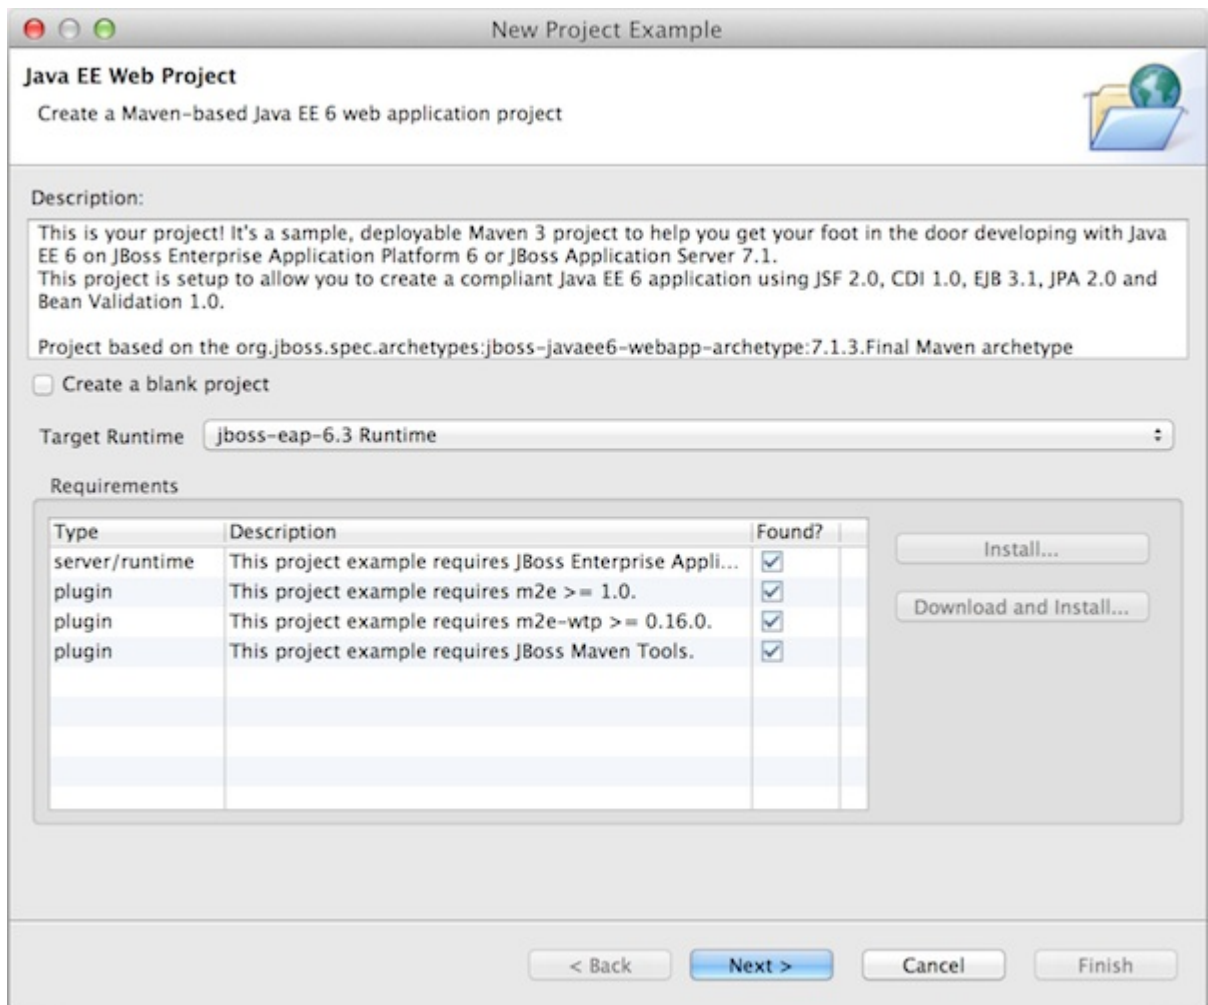 New Project Example
Java EE Web Project
Create a Maven-based Java EE 6 web application project
Description:
This is your project! It's a sample, deployable Maven 3 project to help you get your foot in the door developing with Java
EE 6 on JBoss Enterprise Application Platform 6 or JBoss Application Server 7.1.
This project is setup to allow you to create a compliant Java EE 6 application using JSF 2.0, CDI 1.0, EJB 3.1, JPA 2.0 and
Bean Validation 1.0.
Project based on the org.jboss.spec.archetypes:jboss-javaee6-webapp-archetype:7.1.3.Final Maven archetype
Create a blank project
Target Runtime jboss-eap-6.3 Runtime
Requirements
Type Description Found?
server/runtime This project example requires JBoss Enterprise Appli...
plugin This project example requires m2e >= 1.0.
plugin This project example requires m2e-wtp >= 0.16.0.
plugin This project example requires JBoss Maven Tools.
Install...
Download and Install...
< Back Next > Cancel Finish